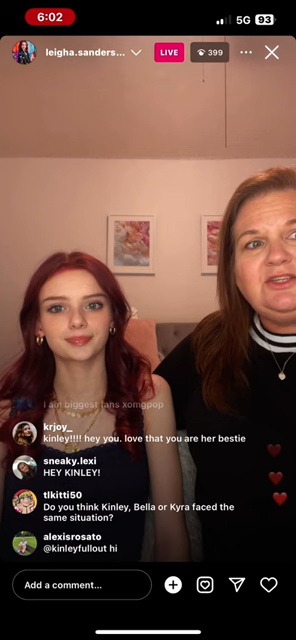 6:02
5G 93
leigha.sanders...
LIVE
399
i am biggest fans xomgpop
krjoy_
kinley!!!! hey you. love that you are her bestie
sneaky.lexi
HEY KINLEY!
tlkitti50
Do you think Kinley, Bella or Kyra faced the
same situation?
alexisrosato
@kinleyfullout hi
Add a comment...